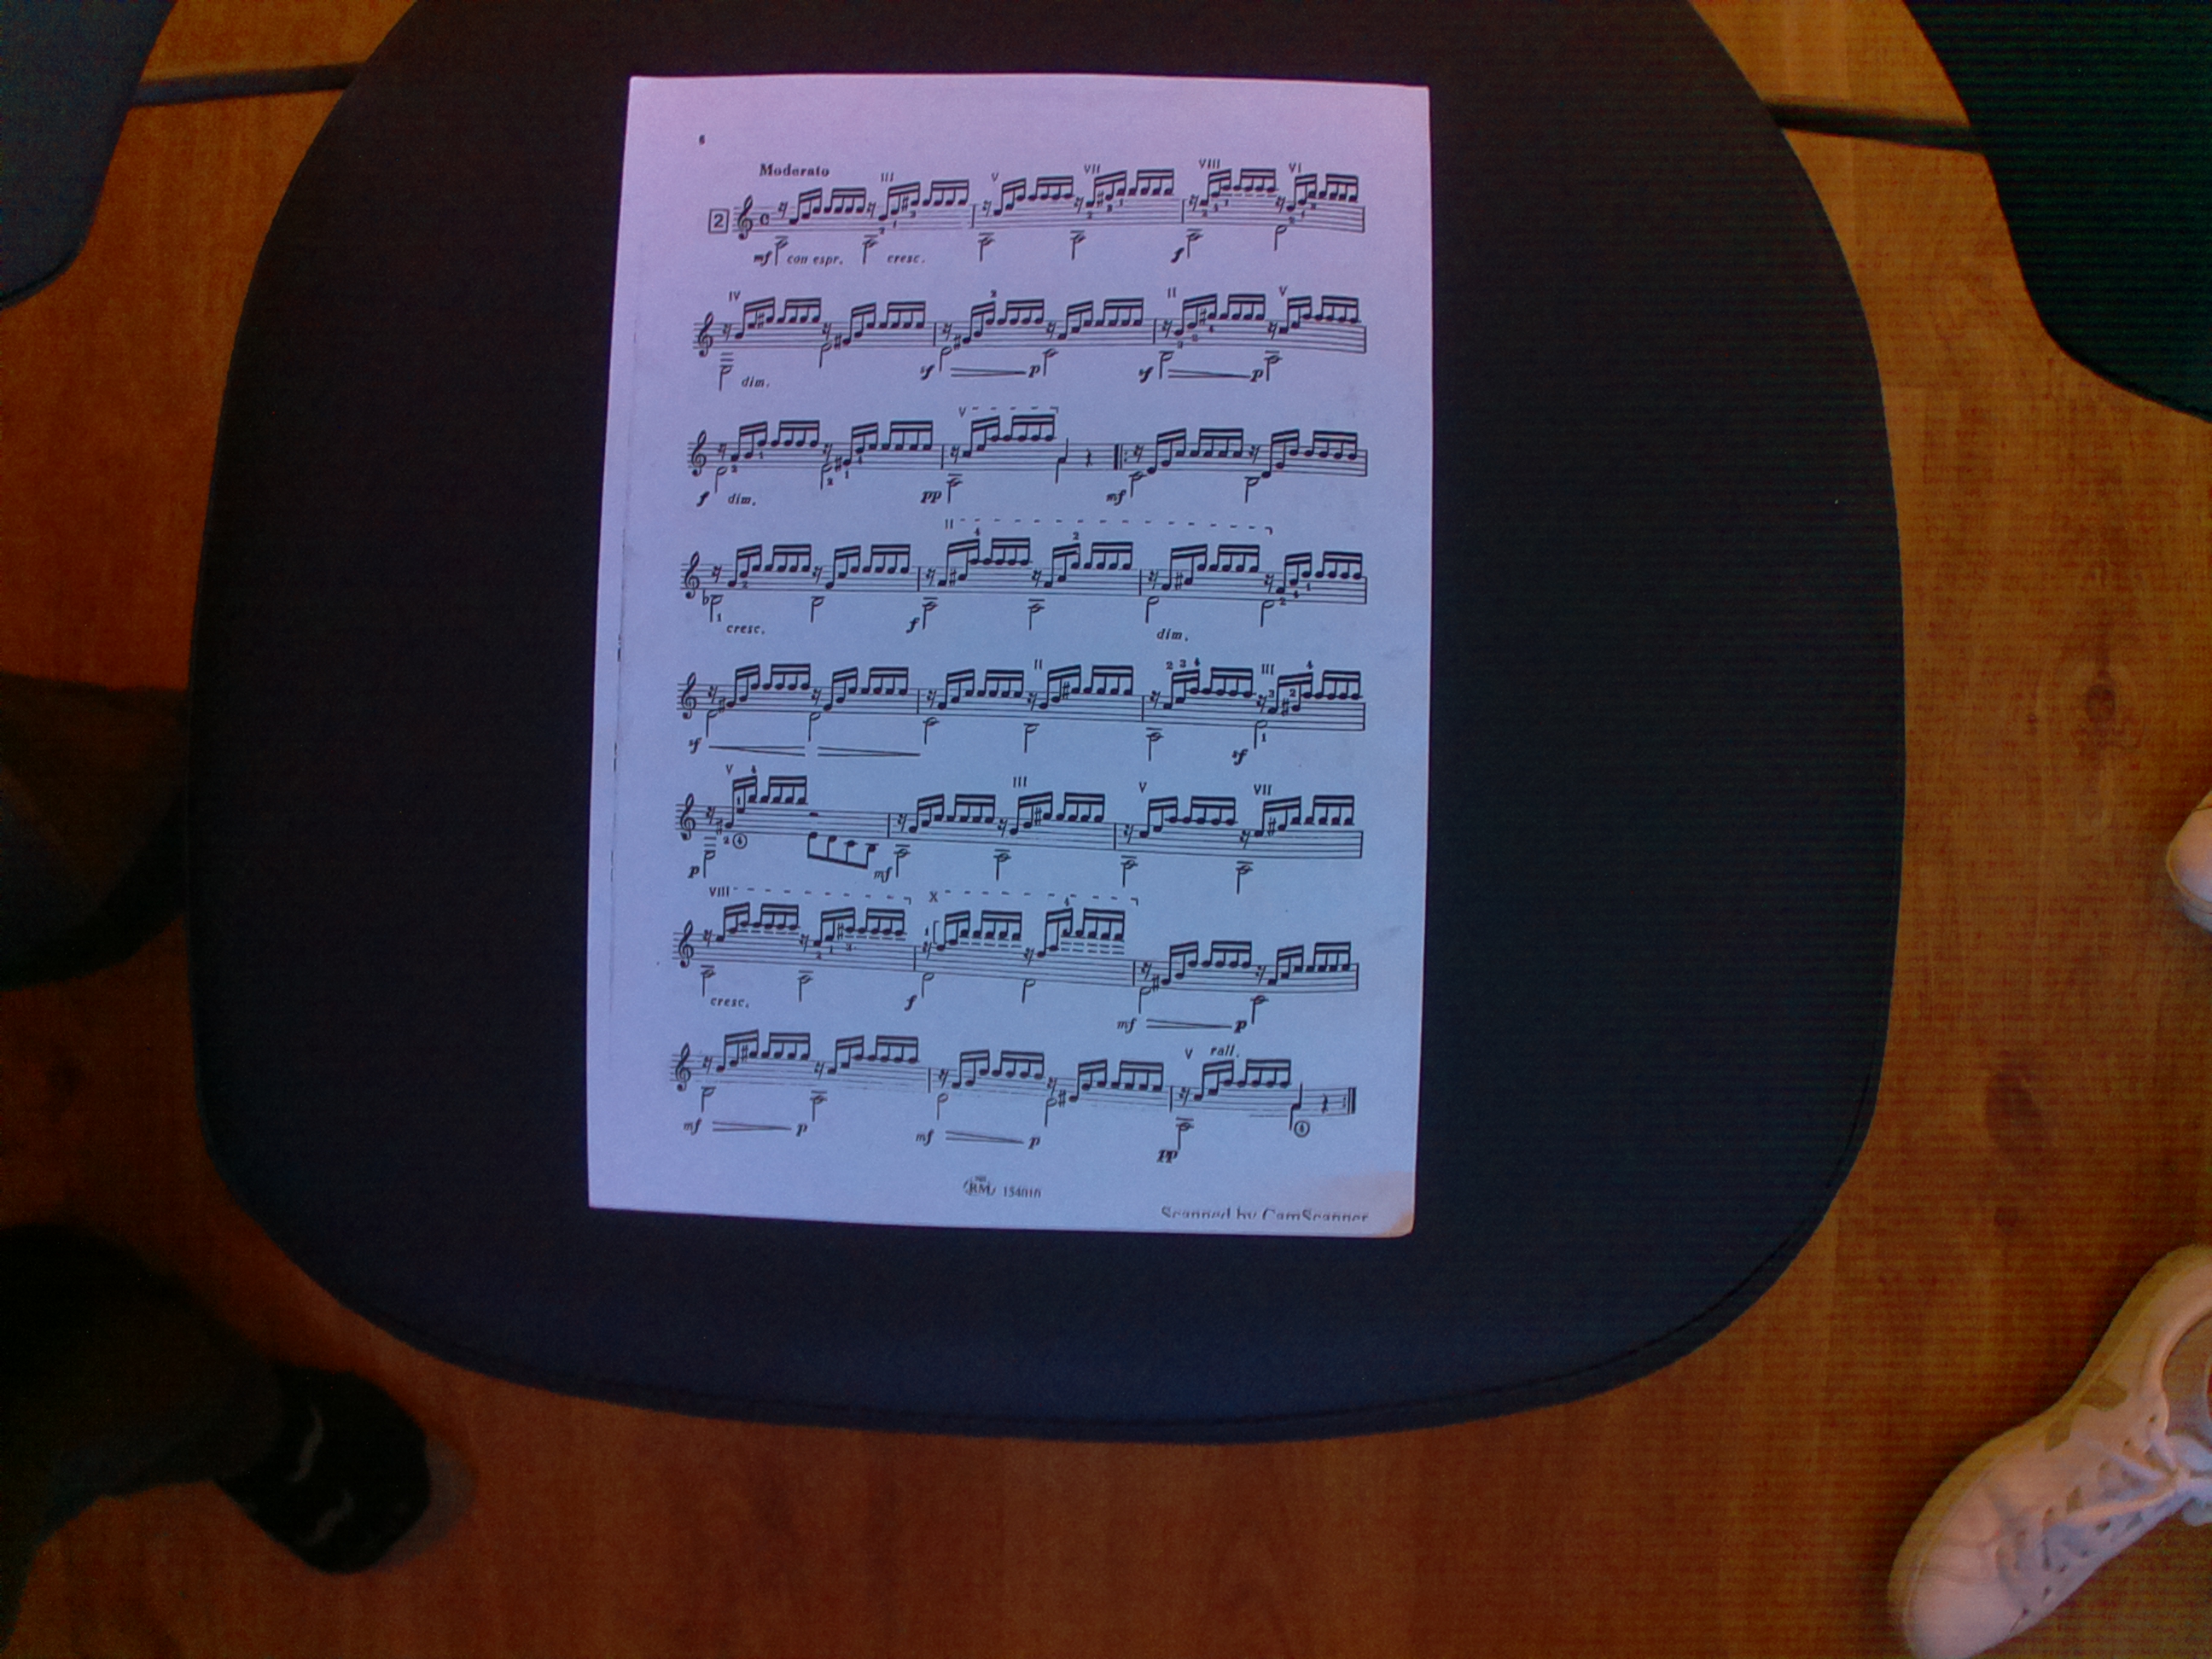 6
Moderato
III V VII VIII VI
2
mf con espr. cresc. f
IV 2 II V
dim. sf p sf p
V
f dim. pp mf
II 4 2
cresc. f dim.
II 2 3 4 III 4
sf sf
V 4 III V VII
p mf
VIII X 4
cresc. f mf p
V rall.
mf p mf p pp
RM 154010
Scanned by CamScanner